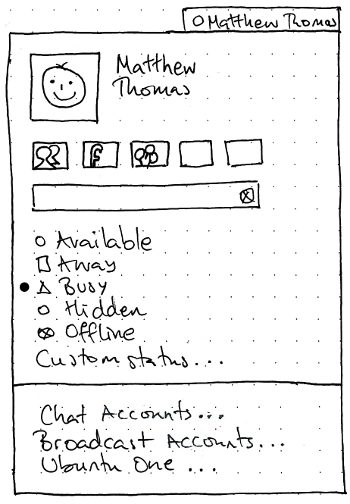 Matthew Thomas
Matthew
Thomas
f
Available
Away
Busy
Hidden
Offline
Custom status...
Chat Accounts...
Broadcast Accounts...
Ubuntu One ...